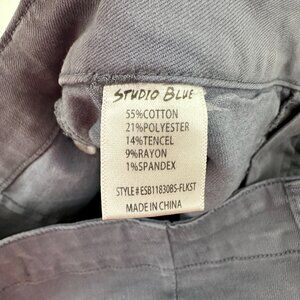 STUDIO BLUE
55%COTTON
21%POLYESTER
14%TENCEL
9%RAYON
1%SPANDEX
STYLE#ESB11830BS-FLKST
MADE IN CHINA